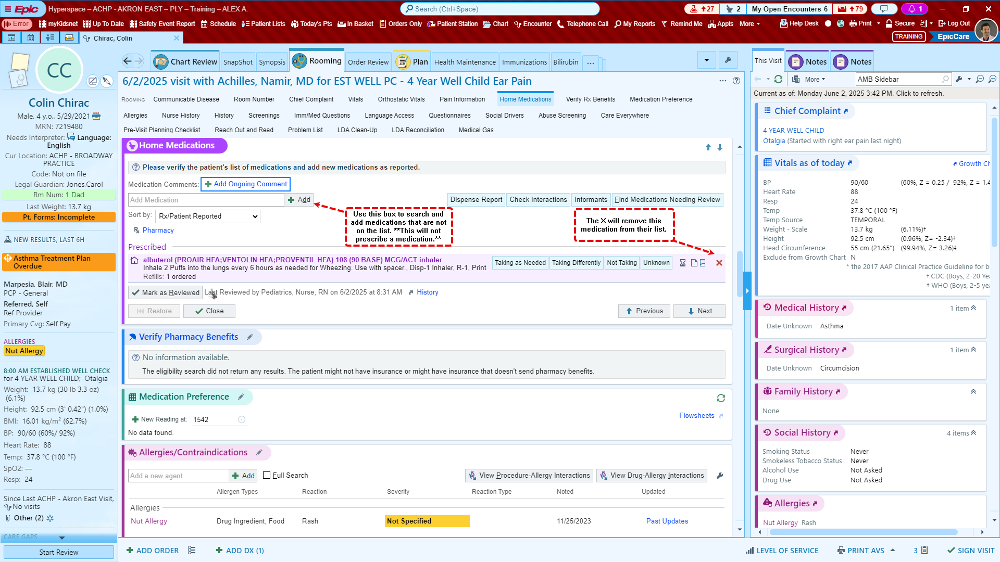 Epic Hyperspace – ACHP - AKRON EAST – PLY – Training – ALEX A.
Search (Ctrl+Space)
27
2
My Open Encounters 6
79
1
Error
myKidsnet
Up To Date
Safety Event Report
Schedule
Patient Lists
Today's Pts
In Basket
Orders Only
Patient Station
Chart
Encounter
Telephone Call
My Reports
Remind Me
Appts
More
Help Desk
Print
Secure
Log Out
Chirac, Colin
TRAINING
EpicCare
CC
Colin Chirac
Male, 4 y.o., 5/29/2021
MRN: 7219480
Needs Interpreter: Language:
English
Cur Location: ACHP - BROADWAY
PRACTICE
Code: Not on file
Legal Guardian: Jones,Carol
Rm Num: 1 Dad
Last Weight: 13.7 kg
Pt. Forms: Incomplete
NEW RESULTS, LAST 6H
Asthma Treatment Plan
Overdue
Marpesia, Blair, MD
PCP - General
Referred, Self
Ref Provider
Primary Cvg: Self Pay
ALLERGIES
Nut Allergy
8:00 AM ESTABLISHED WELL CHECK
for 4 YEAR WELL CHILD; Otalgia
Weight: 13.7 kg (30 lb 3.3 oz)
(6.1%)
Height: 92.5 cm (3' 0.42") (1.0%)
BMI: 16.01 kg/m² (62.7%)
BP: 90/60 (60%/ 92%)
Heart Rate: 88
Temp: 37.8 °C (100 °F)
SpO2: —
Resp: 24
Since Last ACHP - Akron East Visit,
No visits
Other (2)
CARE GAPS
Start Review
Chart Review
SnapShot
Synopsis
Rooming
Order Review
Plan
Health Maintenance
Immunizations
Bilirubin
...
6/2/2025 visit with Achilles, Namir, MD for EST WELL PC - 4 Year Well Child Ear Pain
ROOMING
Communicable Disease
Room Number
Chief Complaint
Vitals
Orthostatic Vitals
Pain Information
Home Medications
Verify Rx Benefits
Medication Preference
Allergies
Nurse History
History
Screenings
Imm/Med Questions
Language Access
Questionnaires
Social Drivers
Abuse Screening
Care Everywhere
Pre-Visit Planning Checklist
Reach Out and Read
Problem List
LDA Clean-Up
LDA Reconciliation
Medical Gas
Home Medications
Please verify the patient's list of medications and add new medications as reported.
Medication Comments:
Add Ongoing Comment
Add Medication
Add
Dispense Report
Check Interactions
Informants
Find Medications Needing Review
Sort by:
Rx/Patient Reported
Pharmacy
Use this box to search and
add medications that are not
on the list. **This will not
prescribe a medication.**
The X will remove this
medication from their list.
Prescribed
albuterol (PROAIR HFA;VENTOLIN HFA;PROVENTIL HFA) 108 (90 BASE) MCG/ACT inhaler
Inhale 2 Puffs into the lungs every 6 hours as needed for Wheezing. Use with spacer., Disp-1 Inhaler, R-1, Print
Refills: 1 ordered
Taking as Needed
Taking Differently
Not Taking
Unknown
Mark as Reviewed
Last Reviewed by Pediatrics, Nurse, RN on 6/2/2025 at 8:31 AM
History
Restore
Close
Previous
Next
Verify Pharmacy Benefits
No information available.
The eligibility search did not return any results. The patient might not have insurance or might have insurance that doesn't send pharmacy benefits.
Medication Preference
New Reading at: 1542
Flowsheets
No data found.
Allergies/Contraindications
Add a new agent
Add
Full Search
View Procedure-Allergy Interactions
View Drug-Allergy Interactions
Allergen Types
Reaction
Severity
Reaction Type
Noted
Updated
Allergies
Nut Allergy
Drug Ingredient, Food
Rash
Not Specified
11/25/2023
Past Updates
ADD ORDER
ADD DX (1)
LEVEL OF SERVICE
PRINT AVS
3
SIGN VISIT
This Visit
Notes
Notes
More
AMB Sidebar
Current as of: Monday June 2, 2025 3:42 PM. Click to refresh.
Chief Complaint
4 YEAR WELL CHILD
Otalgia (Started with right ear pain last night)
Vitals as of today
Growth Ch
BP 90/60 (60%, Z = 0.25 / 92%, Z = 1.4
Heart Rate 88
Resp 24
Temp 37.8 °C (100 °F)
Temp Source TEMPORAL
Weight - Scale 13.7 kg (6.11%)†
Height 92.5 cm (0.96%, Z= -2.34)†
Head Circumference 55 cm (21.65") (99.94%, Z= 3.26)‡
Exclude from Growth Chart N
* the 2017 AAP Clinical Practice Guideline for b
† CDC (Boys, 2-20 Yea
‡ WHO (Boys, 2-5 yea
Medical History
1 item
Date Unknown Asthma
Surgical History
1 item
Date Unknown Circumcision
Family History
None
Social History
4 items
Smoking Status Never
Smokeless Tobacco Status Never
Alcohol Use Not Asked
Drug Use Not Asked
Allergies
Nut Allergy Rash